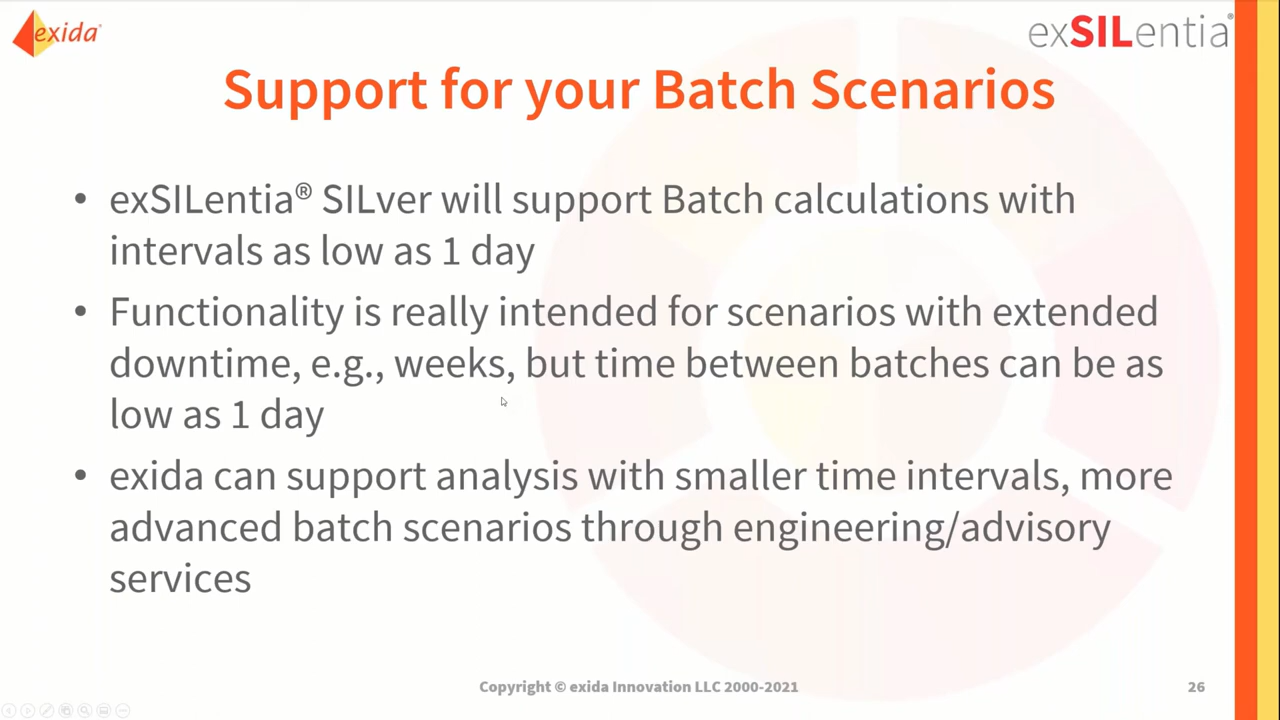 exida®
exSILentia®
Support for your Batch Scenarios
• exSILentia® SILver will support Batch calculations with
intervals as low as 1 day
• Functionality is really intended for scenarios with extended
downtime, e.g., weeks, but time between batches can be as
low as 1 day
• exida can support analysis with smaller time intervals, more
advanced batch scenarios through engineering/advisory
services
Copyright © exida Innovation LLC 2000-2021
26